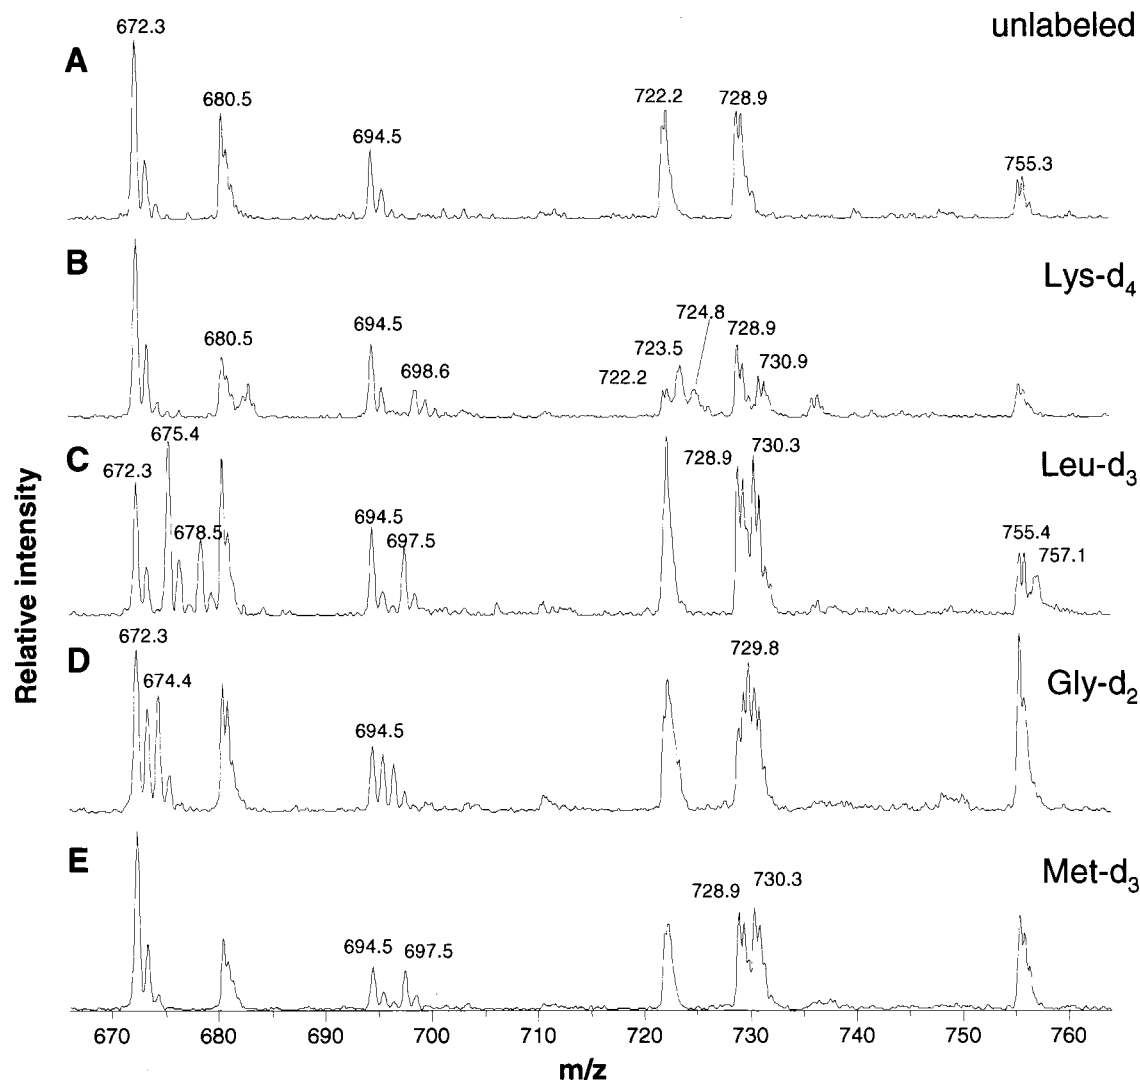 unlabeled
A
672.3
680.5
694.5
722.2
728.9
755.3
B
Lys-d4
680.5
694.5
698.6
722.2
723.5
724.8
728.9
730.9
C
Leu-d3
672.3
675.4
678.5
694.5
697.5
728.9
730.3
755.4
757.1
D
Gly-d2
672.3
674.4
694.5
729.8
E
Met-d3
694.5
697.5
728.9
730.3
Relative intensity
670 680 690 700 710 720 730 740 750 760
m/z